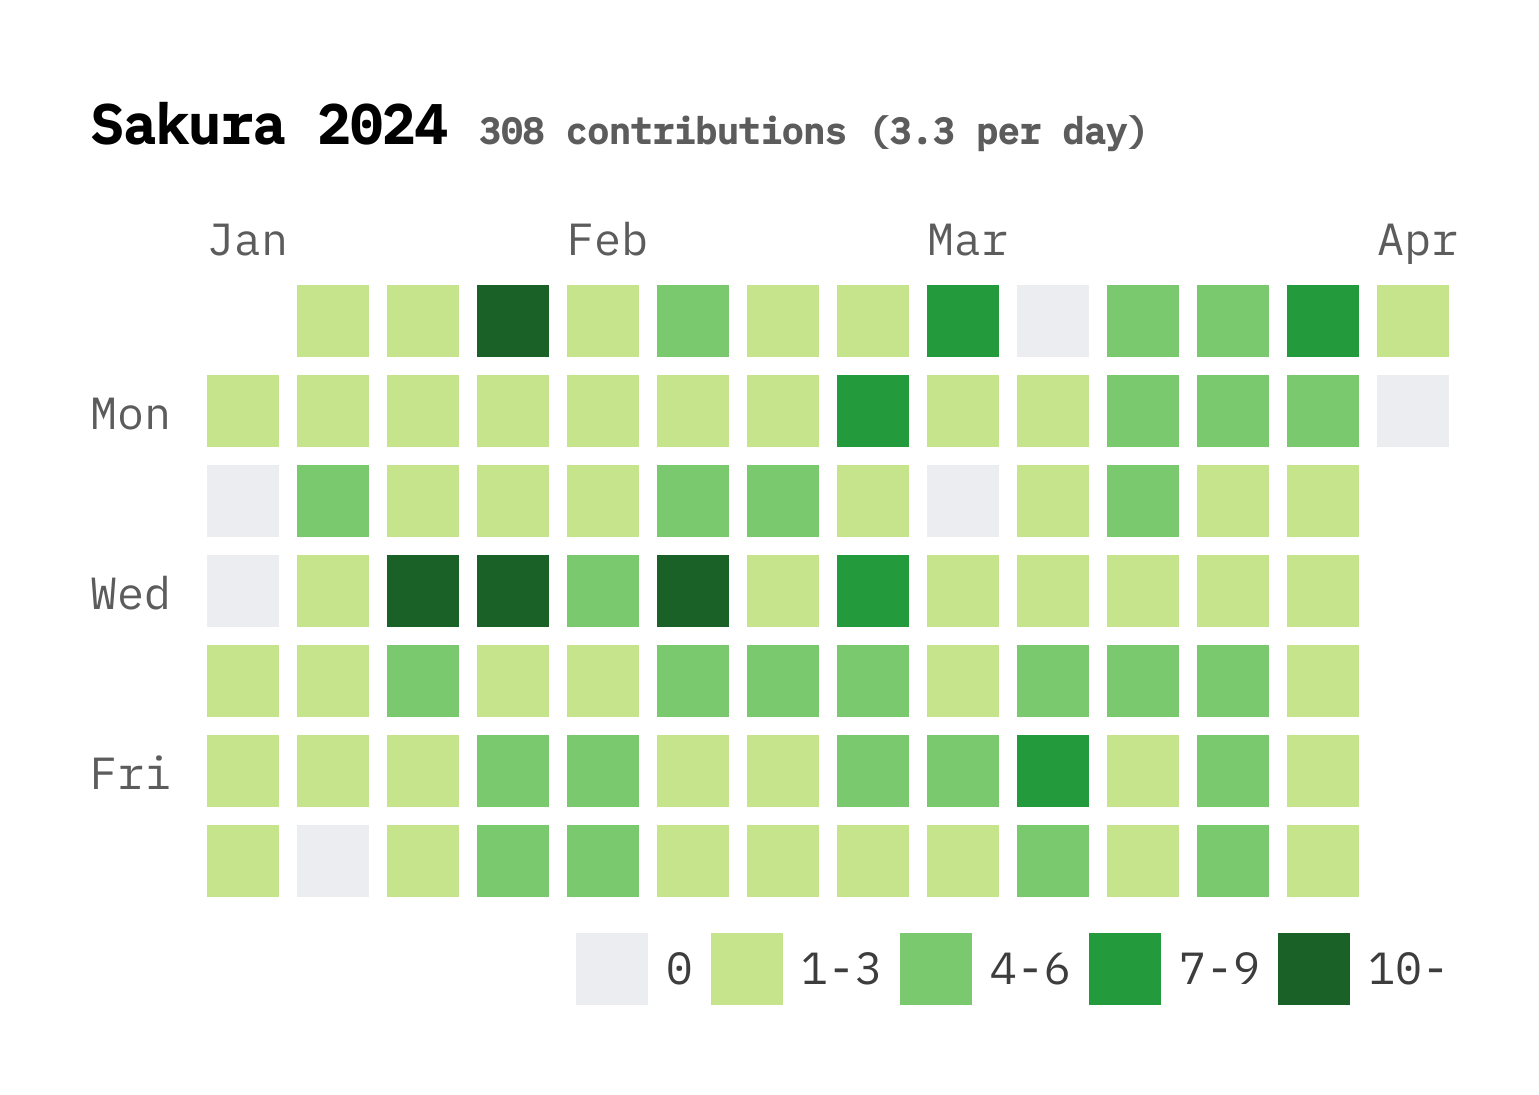 Sakura 2024 308 contributions (3.3 per day)
Jan Feb Mar Apr
Mon
Wed
Fri
0 1-3 4-6 7-9 10-